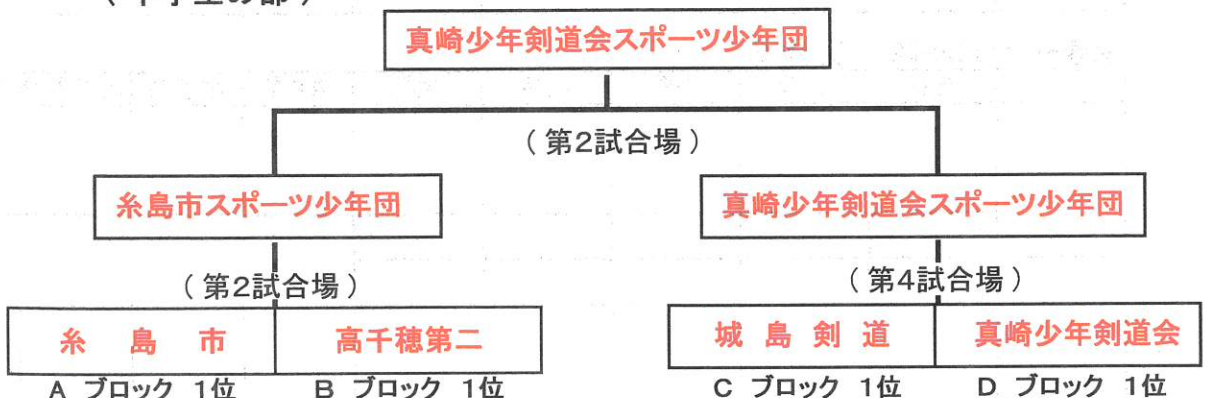 真崎少年剣道会スポーツ少年団
（第2試合場）
糸島市スポーツ少年団
真崎少年剣道会スポーツ少年団
（第2試合場）
（第4試合場）
糸島市 高千穂第二
城島剣道 真崎少年剣道会
A ブロック 1位 B ブロック 1位
C ブロック 1位 D ブロック 1位